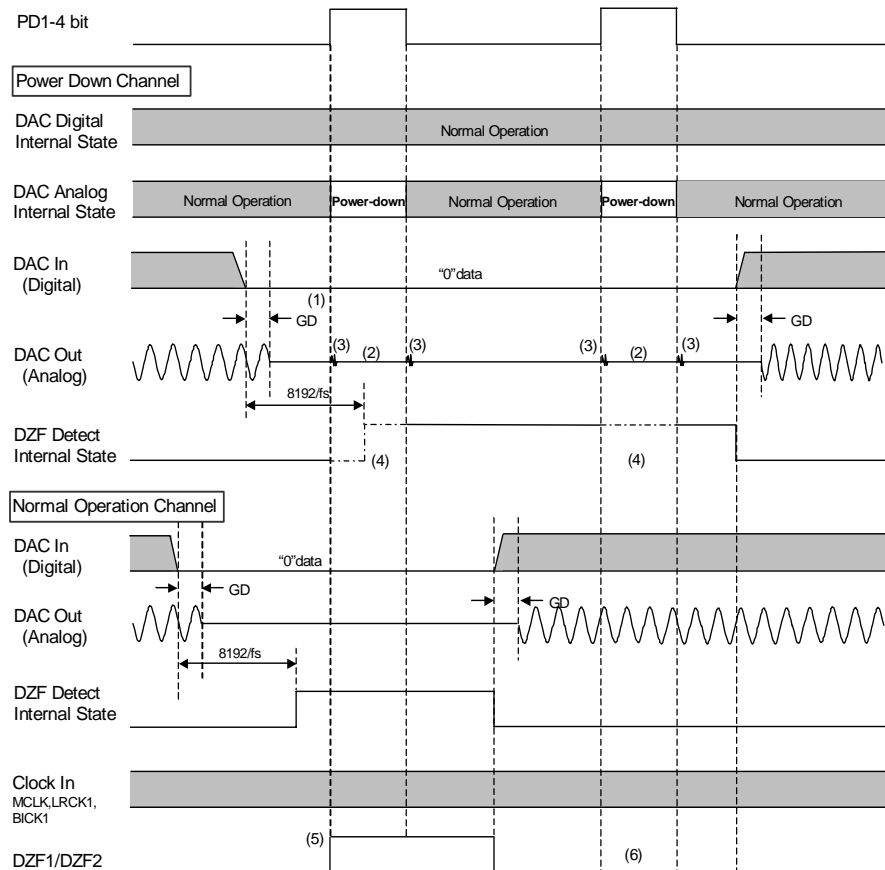 PD1-4 bit
Power Down Channel
DAC Digital
Internal State
Normal Operation
DAC Analog
Internal State
Normal Operation
Power-down
Normal Operation
Power-down
Normal Operation
DAC In
(Digital)
“0”data
(1)
GD
GD
DAC Out
(Analog)
(3)
(2)
(3)
(3)
(2)
(3)
8192/fs
DZF Detect
Internal State
(4)
(4)
Normal Operation Channel
DAC In
(Digital)
“0”data
GD
GD
DAC Out
(Analog)
8192/fs
DZF Detect
Internal State
Clock In
MCLK,LRCK1,
BICK1
(5)
(6)
DZF1/DZF2